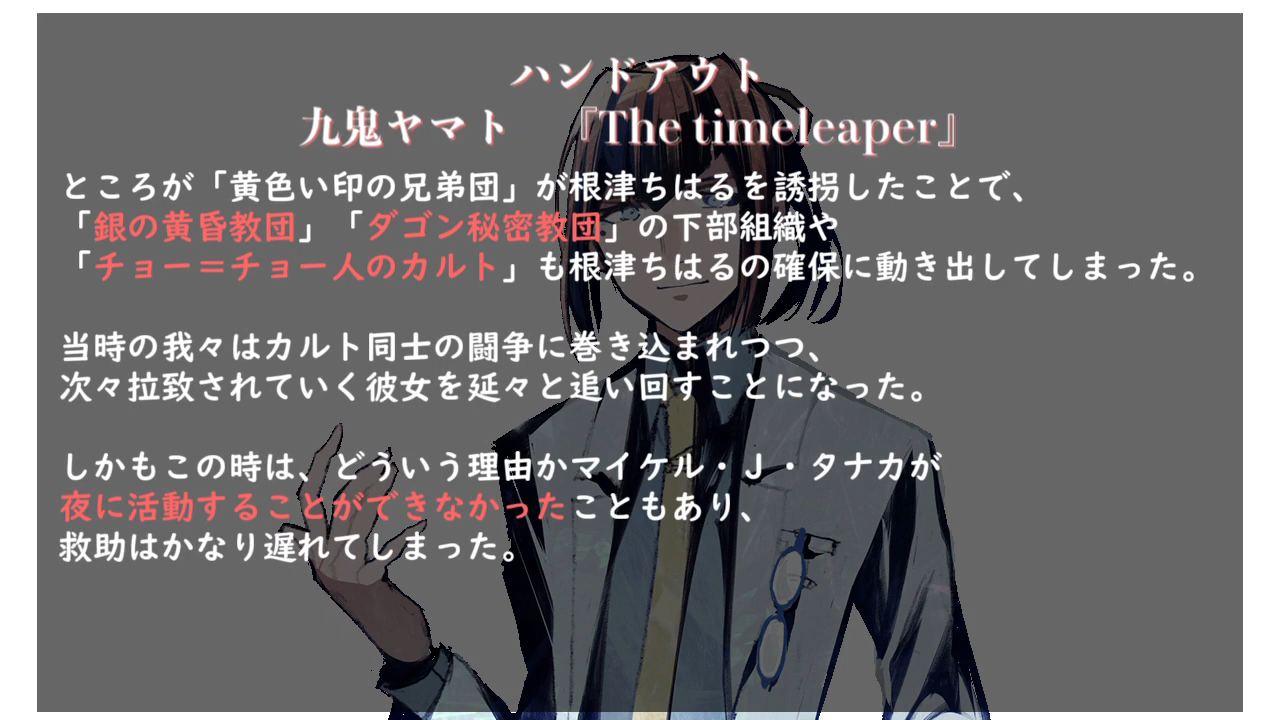 ハンドアウト
九鬼ヤマト　『The timeleaper』
ところが「黄色い印の兄弟団」が根津ちはるを誘拐したことで、
「銀の黄昏教団」「ダゴン秘密教団」の下部組織や
「チョー＝チョー人のカルト」も根津ちはるの確保に動き出してしまった。
当時の我々はカルト同士の闘争に巻き込まれつつ、
次々拉致されていく彼女を延々と追い回すことになった。
しかもこの時は、どういう理由かマイケル・J・タナカが
夜に活動することができなかったこともあり、
救助はかなり遅れてしまった。